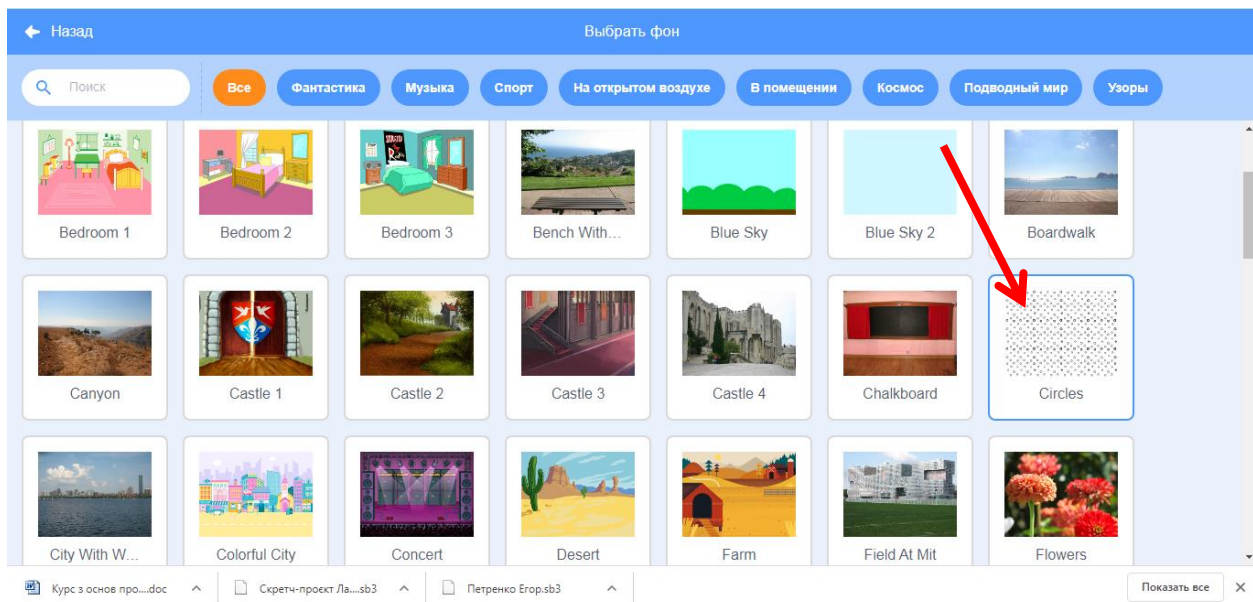 Назад
Выбрать фон
Поиск
Все
Фантастика
Музыка
Спорт
На открытом воздухе
В помещении
Космос
Подводный мир
Узоры
Bedroom 1
Bedroom 2
Bedroom 3
Bench With...
Blue Sky
Blue Sky 2
Boardwalk
Canyon
Castle 1
Castle 2
Castle 3
Castle 4
Chalkboard
Circles
City With W...
Colorful City
Concert
Desert
Farm
Field At Mit
Flowers
Курс з основ про....doc
Скретч-проєкт Ла....sb3
Петренко Егор.sb3
Показать все